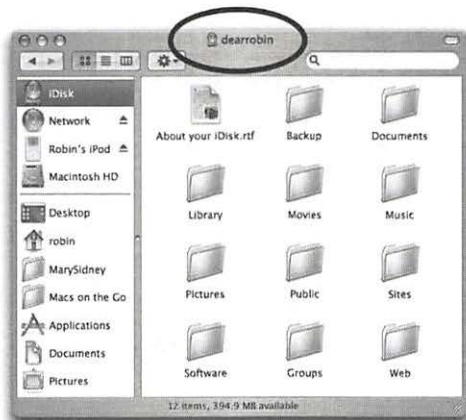 dearrobin
iDisk
Network
Robin's iPod
Macintosh HD
Desktop
robin
MarySidney
Macs on the Go
Applications
Documents
Pictures
About your iDisk.rtf
Backup
Documents
Library
Movies
Music
Pictures
Public
Sites
Software
Groups
Web
12 items, 394.9 MB available